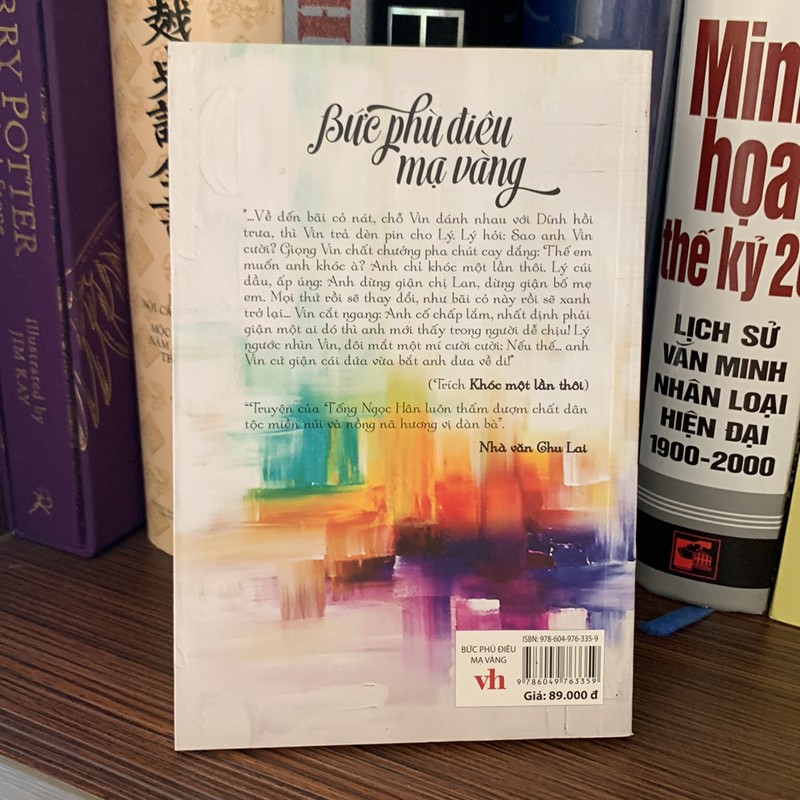 Bức phù điêu
mạ vàng
"...Về đến bãi cỏ nát, chỗ Vin đánh nhau với Dính hồi
trưa, thì Vin trả đèn pin cho Lý. Lý hỏi: Sao anh Vin
cười? Giọng Vin chất chưởng pha chút cay đắng: Thế em
muốn anh khóc à? Anh chỉ khóc một lần thôi. Lý cúi
đầu, ấp úng: Anh đừng giận chị Lan, đừng giận bố mẹ
em. Mọi thứ rồi sẽ thay đổi, như bãi cỏ này rồi sẽ xanh
trở lại... Vin cắt ngang: Anh cố chấp lắm, nhất định phải
giận một ai đó thì anh mới thấy trong người dễ chịu! Lý
ngước nhìn Vin, đôi mắt một mí cười cười: Nếu thế... anh
Vin cứ giận cái dứa vừa bắt anh đưa về đi!"
(Trích Khóc một lần thôi)
"Truyện của Tống Ngọc Hân luôn thấm đượm chất dân
tộc miền núi và nồng nã hương vị đàn bà".
Nhà văn Chu Lai
BỨC PHÙ ĐIÊU
MẠ VÀNG
vh
ISBN: 978-604-976-335-9
9 786049 763359
Giá: 89.000 đ
RRY POTTER
Illustrated by
JIM KAY
越史
全
Min
họa
thế kỷ 20
LỊCH SỬ
VĂN MINH
NHÂN LOẠI
HIỆN ĐẠI
1900-2000